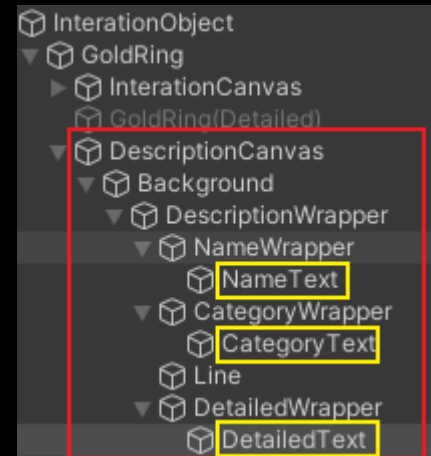 InterationObject
GoldRing
InterationCanvas
GoldRing(Detailed)
DescriptionCanvas
Background
DescriptionWrapper
NameWrapper
NameText
CategoryWrapper
CategoryText
Line
DetailedWrapper
DetailedText